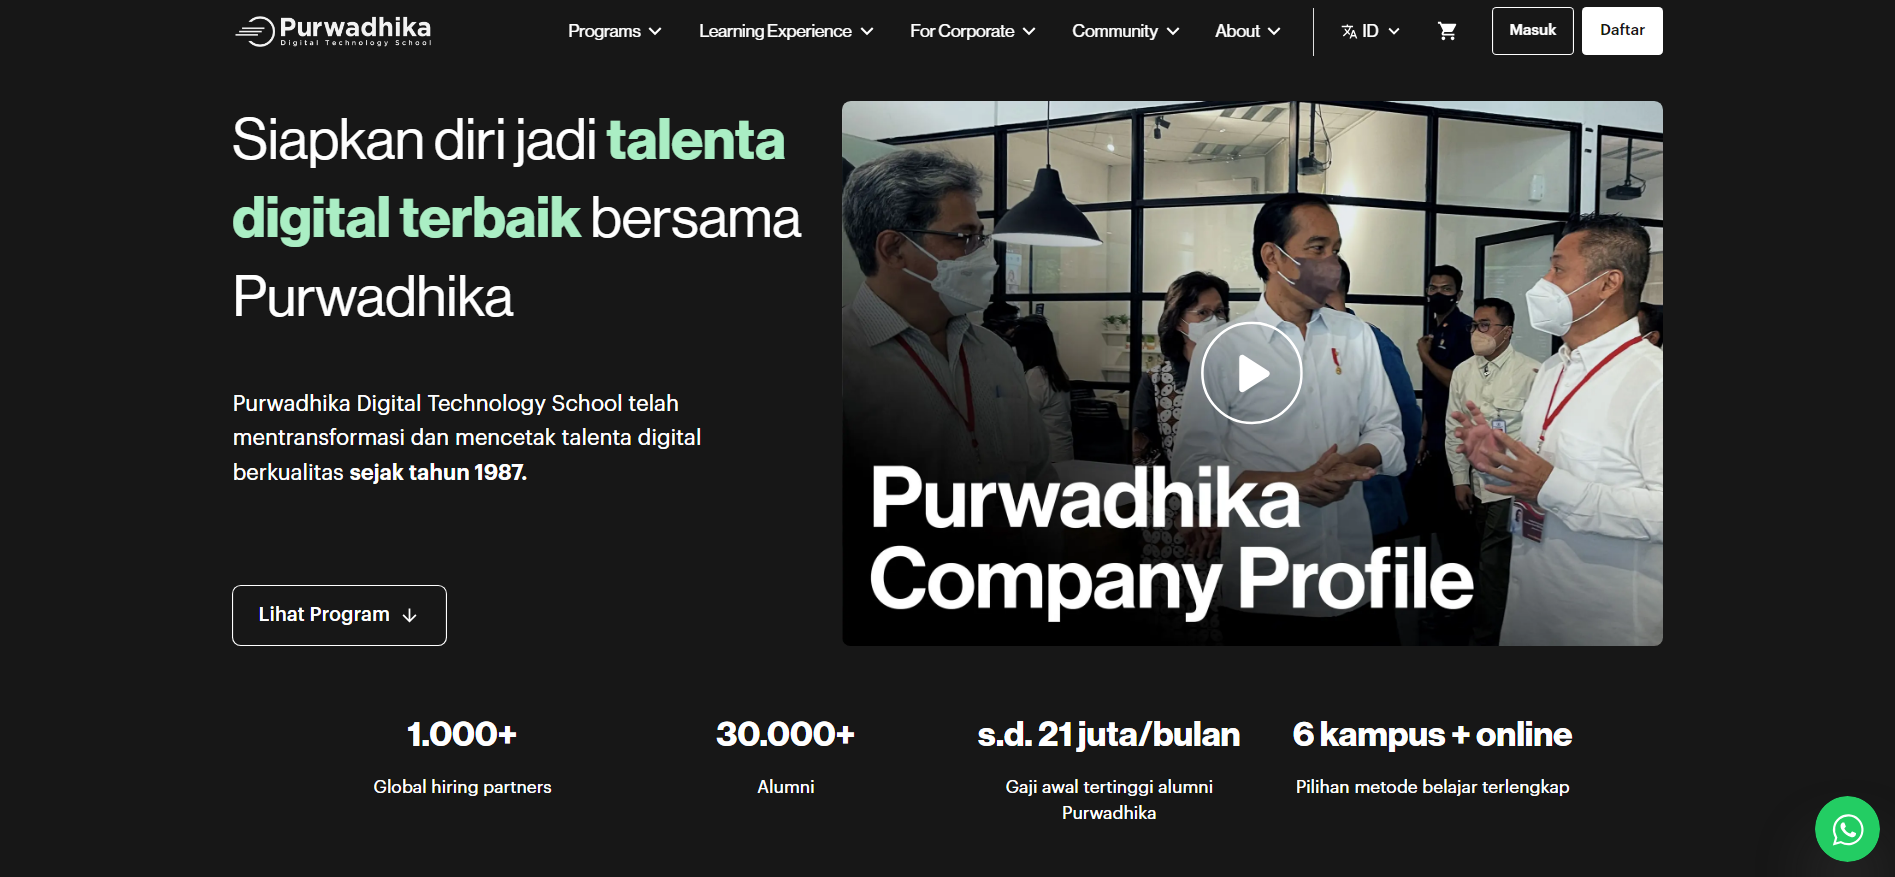 Purwadhika
Digital Technology School
Programs
Learning Experience
For Corporate
Community
About
ID
Masuk
Daftar
Siapkan diri jadi talenta
digital terbaik bersama
Purwadhika
Purwadhika Digital Technology School telah
mentransformasi dan mencetak talenta digital
berkualitas sejak tahun 1987.
Lihat Program
Purwadhika
Company Profile
1.000+
Global hiring partners
30.000+
Alumni
s.d. 21 juta/bulan
Gaji awal tertinggi alumni
Purwadhika
6 kampus + online
Pilihan metode belajar terlengkap